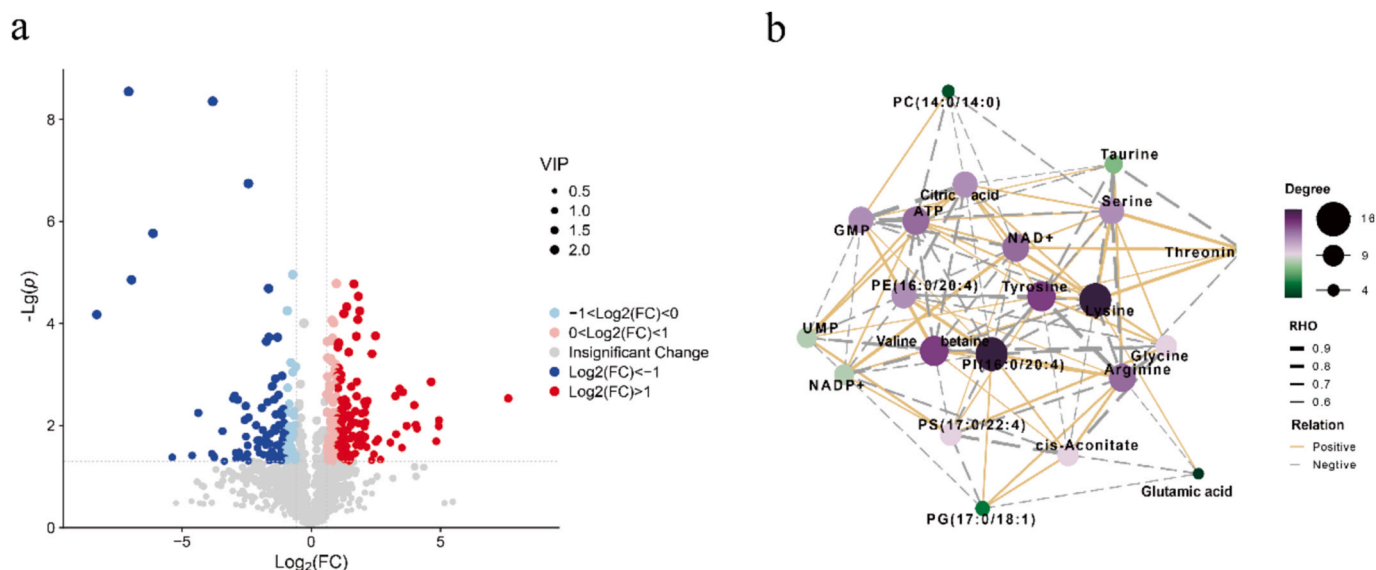 a
-Lg(p)
8
6
4
2
0
−5
0
5
Log2(FC)
VIP
0.5
1.0
1.5
2.0
−1<Log2(FC)<0
0<Log2(FC)<1
Insignificant Change
Log2(FC)<−1
Log2(FC)>1
b
PC(14:0/14:0)
Taurine
Citric acid
Serine
ATP
GMP
NAD+
Threonin
PE(16:0/20:4)
Tyrosine
Lysine
UMP
Valine betaine
Glycine
PI(16:0/20:4)
Arginine
NADP+
PS(17:0/22:4)
cis-Aconitate
Glutamic acid
PG(17:0/18:1)
Degree
9
4
RHO
0.9
0.8
0.7
0.6
Relation
Positive
Negtive